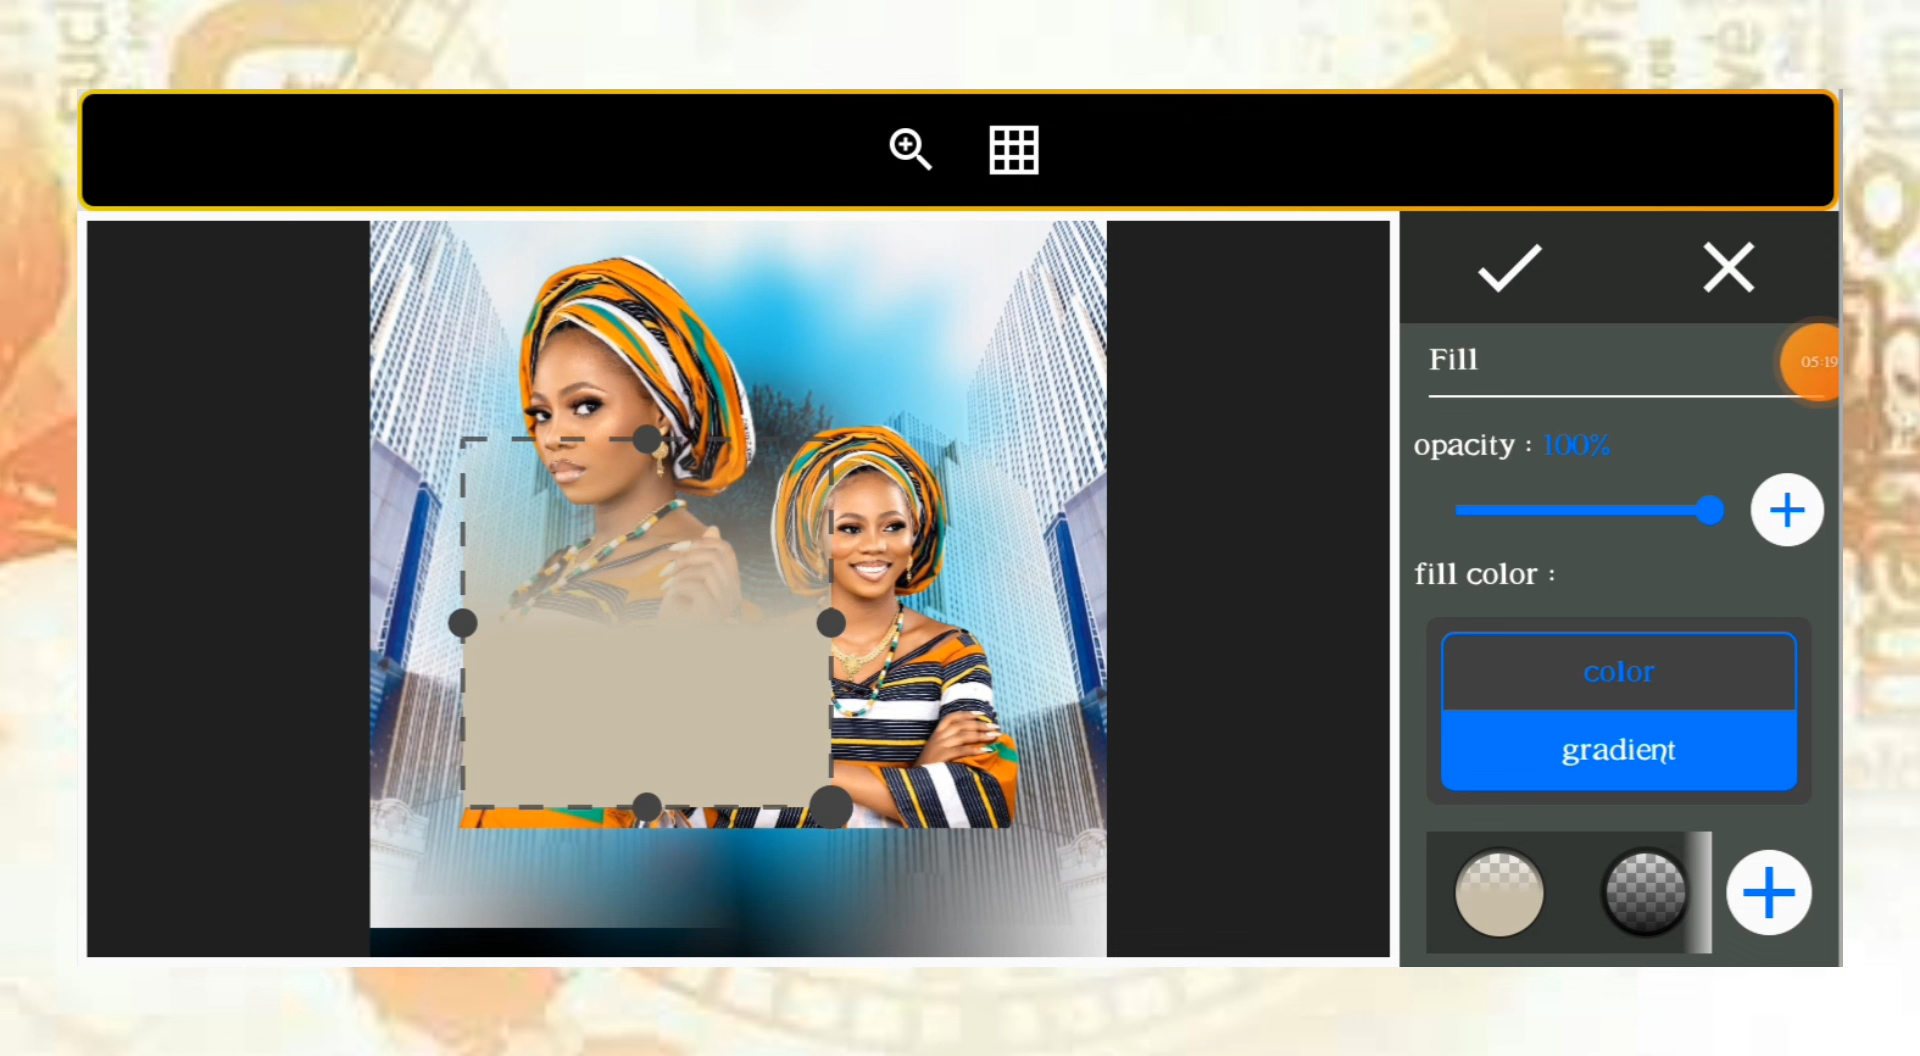 Fill
05:19
opacity : 100%
fill color :
color
gradient